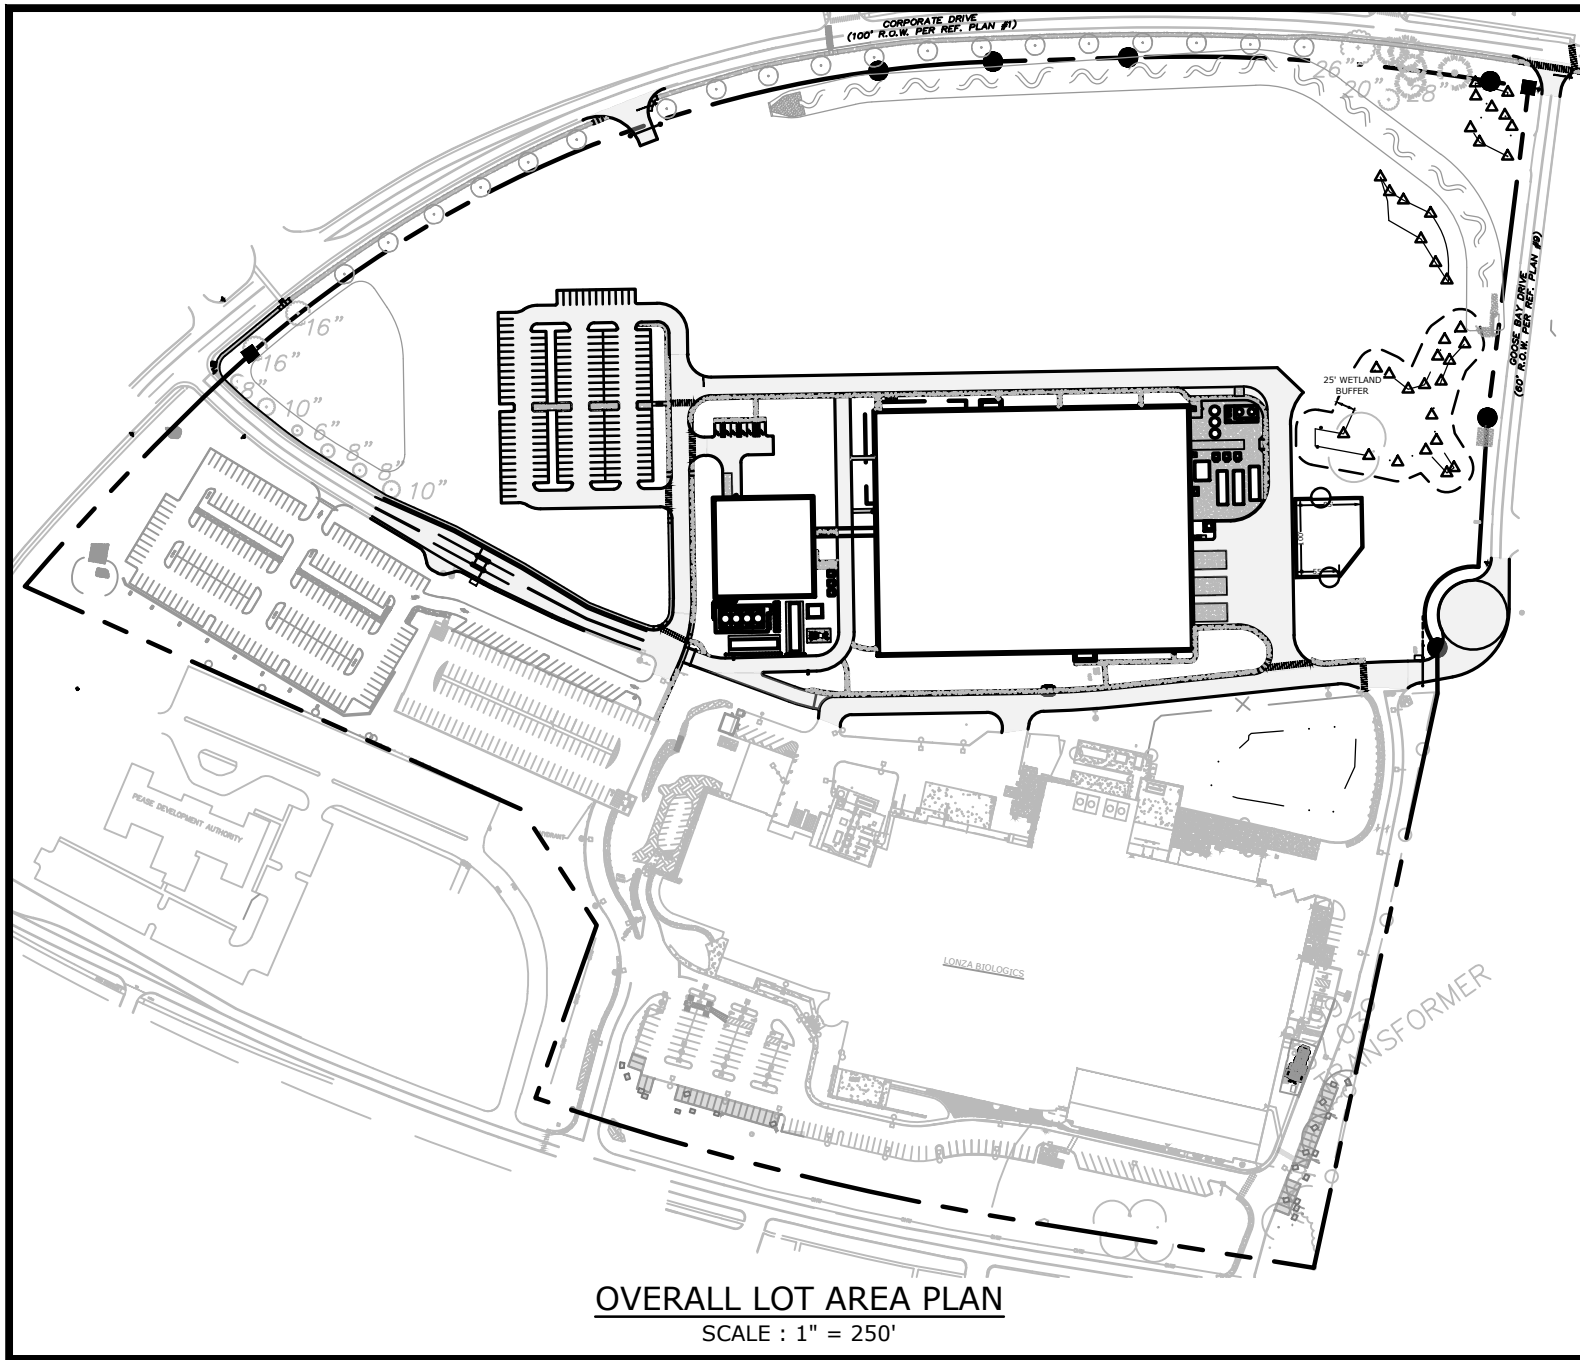 CORPORATE DRIVE
(100' R.O.W. PER REF. PLAN #1)
26"
20"
28"
GOOSE BAY DRIVE
(60' R.O.W. PER REF. PLAN #9)
16"
16"
8"
10"
6"
8"
8"
10"
25' WETLAND
BUFFER
PEASE DEVELOPMENT AUTHORITY
LONZA BIOLOGICS
TRANSFORMER
OVERALL LOT AREA PLAN
SCALE : 1" = 250'